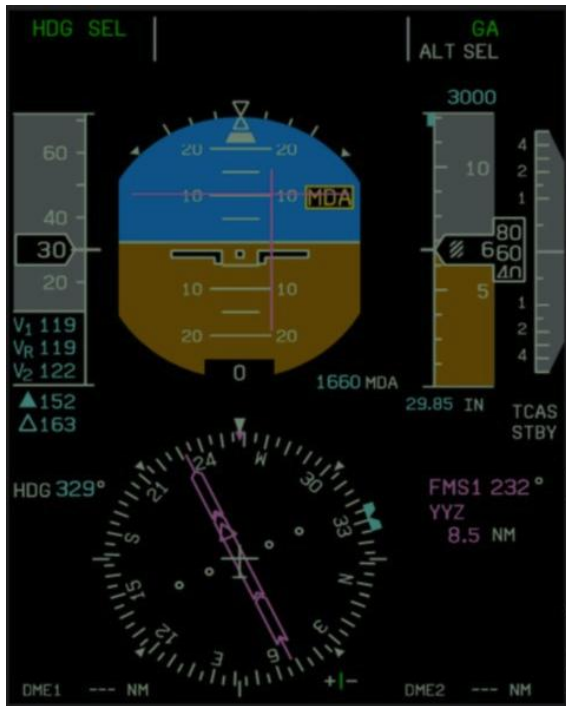 HDG SEL
GA
ALT SEL
3000
60
40
30
20
20 20
10 10
MDA
10 10
20 20
0
10
5
6
80
60
40
4
2
1
1
2
4
V1 119
VR 119
V2 122
152
163
1660 MDA
29.85 IN
TCAS
STBY
HDG 329°
FMS1 232°
YYZ
8.5 NM
24
W
30
33
N
3
6
E
12
15
S
21
+|-
DME1 --- NM
DME2 --- NM